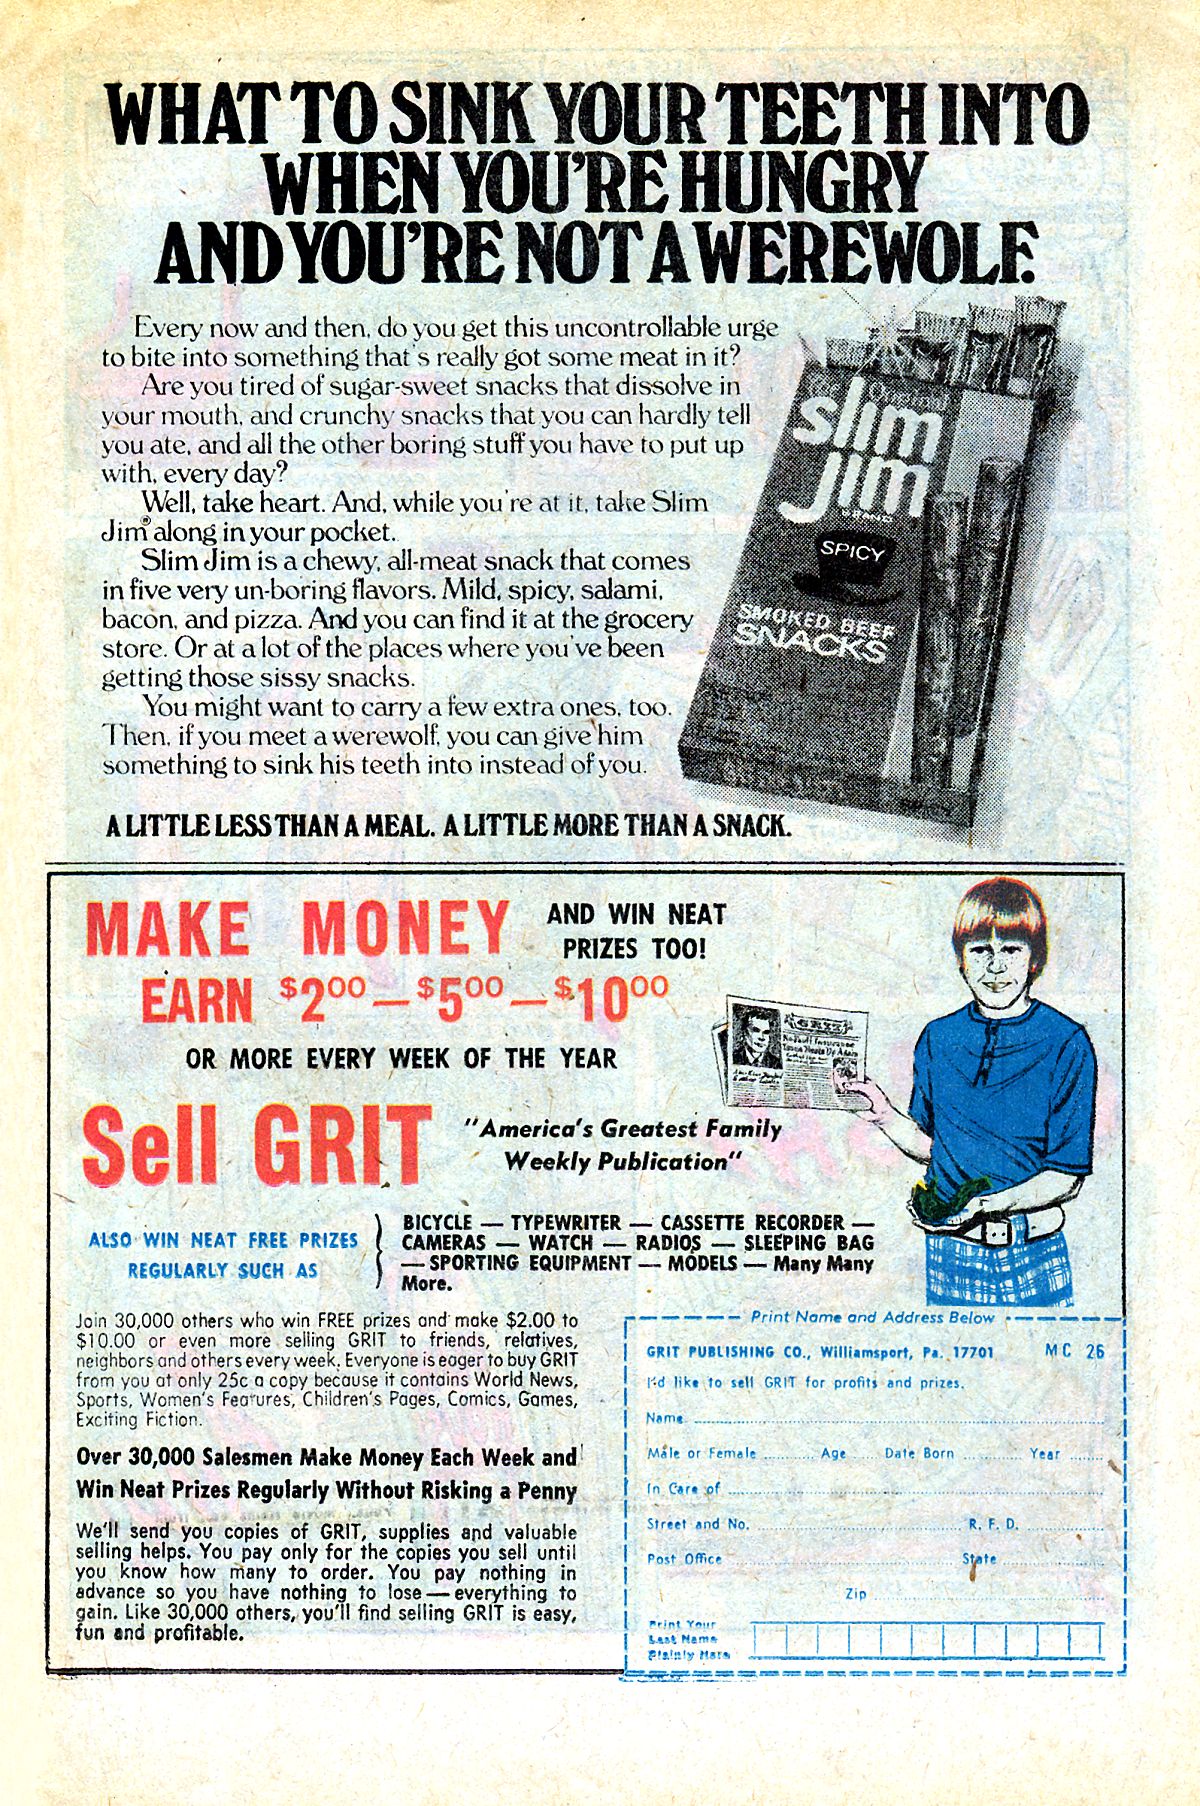 WHAT TO SINK YOUR TEETH INTO
WHEN YOU'RE HUNGRY
AND YOU'RE NOT A WEREWOLF.
Every now and then, do you get this uncontrollable urge
to bite into something that's really got some meat in it?
Are you tired of sugar-sweet snacks that dissolve in
your mouth, and crunchy snacks that you can hardly tell
you ate, and all the other boring stuff you have to put up
with, every day?
Well, take heart. And, while you're at it, take Slim
Jim® along in your pocket.
Slim Jim is a chewy, all-meat snack that comes
in five very un-boring flavors. Mild, spicy, salami,
bacon, and pizza. And you can find it at the grocery
store. Or at a lot of the places where you've been
getting those sissy snacks.
You might want to carry a few extra ones, too.
Then, if you meet a werewolf, you can give him
something to sink his teeth into instead of you.
slim
jim
BRAND
SPICY
SMOKED BEEF
SNACKS
A LITTLE LESS THAN A MEAL. A LITTLE MORE THAN A SNACK.
MAKE MONEY
AND WIN NEAT
PRIZES TOO!
EARN $2.00—$5.00—$10.00
OR MORE EVERY WEEK OF THE YEAR
Sell GRIT
"America's Greatest Family
Weekly Publication"
GRIT
ALSO WIN NEAT FREE PRIZES
REGULARLY SUCH AS
BICYCLE — TYPEWRITER — CASSETTE RECORDER —
CAMERAS — WATCH — RADIOS — SLEEPING BAG
— SPORTING EQUIPMENT — MODELS — Many Many
More.
Join 30,000 others who win FREE prizes and make $2.00 to
$10.00 or even more selling GRIT to friends, relatives,
neighbors and others every week. Everyone is eager to buy GRIT
from you at only 25c a copy because it contains World News,
Sports, Women's Features, Children's Pages, Comics, Games,
Exciting Fiction.
Over 30,000 Salesmen Make Money Each Week and
Win Neat Prizes Regularly Without Risking a Penny
We'll send you copies of GRIT, supplies and valuable
selling helps. You pay only for the copies you sell until
you know how many to order. You pay nothing in
advance so you have nothing to lose — everything to
gain. Like 30,000 others, you'll find selling GRIT is easy,
fun and profitable.
Print Name and Address Below
GRIT PUBLISHING CO., Williamsport, Pa. 17701 MC 26
I'd like to sell GRIT for profits and prizes.
Name
Male or Female Age Date Born Year
In Care of
Street and No. R. F. D.
Post Office State
Zip
Print Your
Last Name
Plainly Here